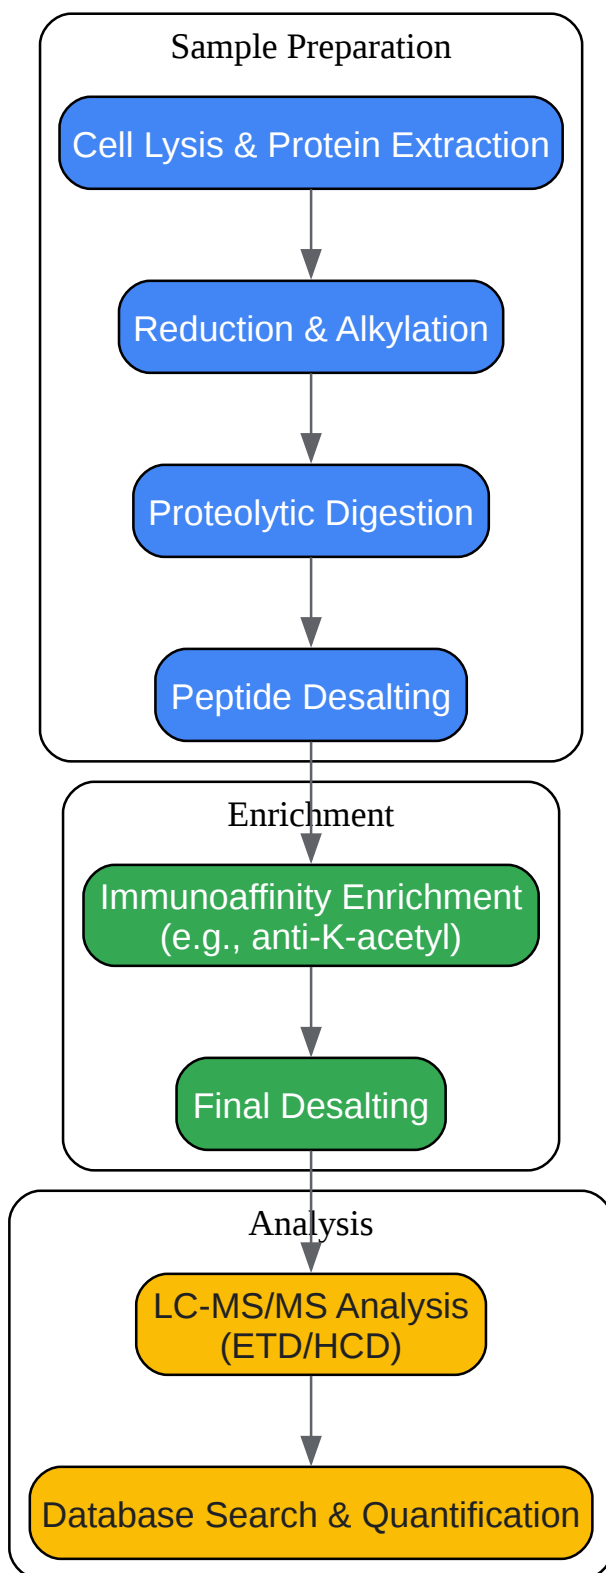 Sample Preparation
Cell Lysis & Protein Extraction
Reduction & Alkylation
Proteolytic Digestion
Peptide Desalting
Enrichment
Immunoaffinity Enrichment
(e.g., anti-K-acetyl)
Final Desalting
Analysis
LC-MS/MS Analysis
(ETD/HCD)
Database Search & Quantification